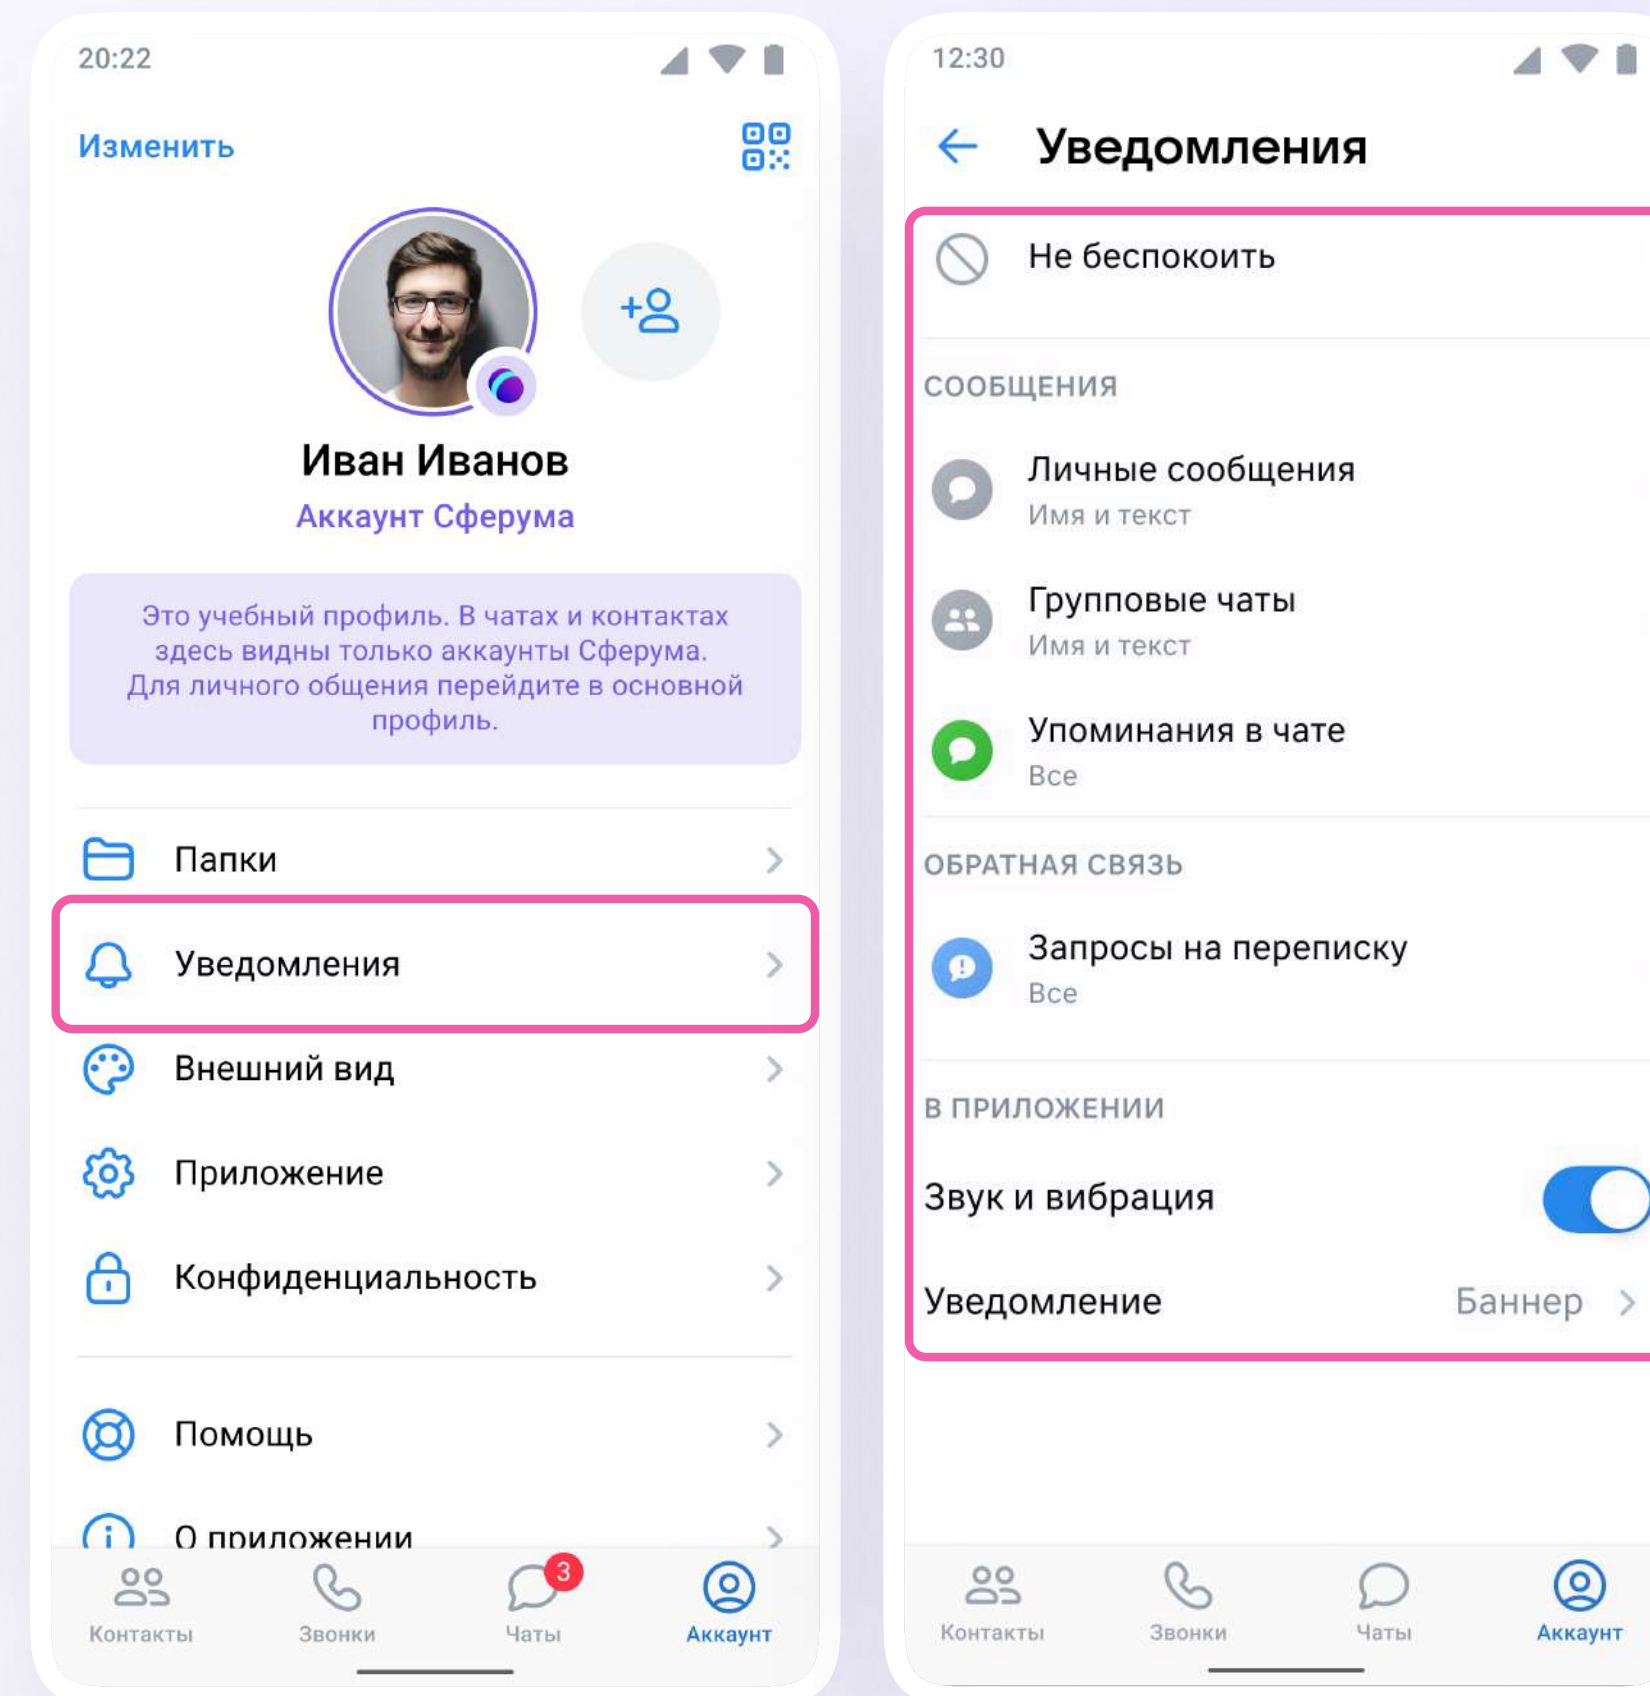 20:22
Изменить
Иван Иванов
Аккаунт Сферума
Это учебный профиль. В чатах и контактах
здесь видны только аккаунты Сферума.
Для личного общения перейдите в основной
профиль.
Папки
Уведомления
Внешний вид
Приложение
Конфиденциальность
Помощь
О приложении
3
Контакты
Звонки
Чаты
Аккаунт
12:30
Уведомления
Не беспокоить
СООБЩЕНИЯ
Личные сообщения
Имя и текст
Групповые чаты
Имя и текст
Упоминания в чате
Все
ОБРАТНАЯ СВЯЗЬ
Запросы на переписку
Все
В ПРИЛОЖЕНИИ
Звук и вибрация
Уведомление Баннер
Контакты
Звонки
Чаты
Аккаунт